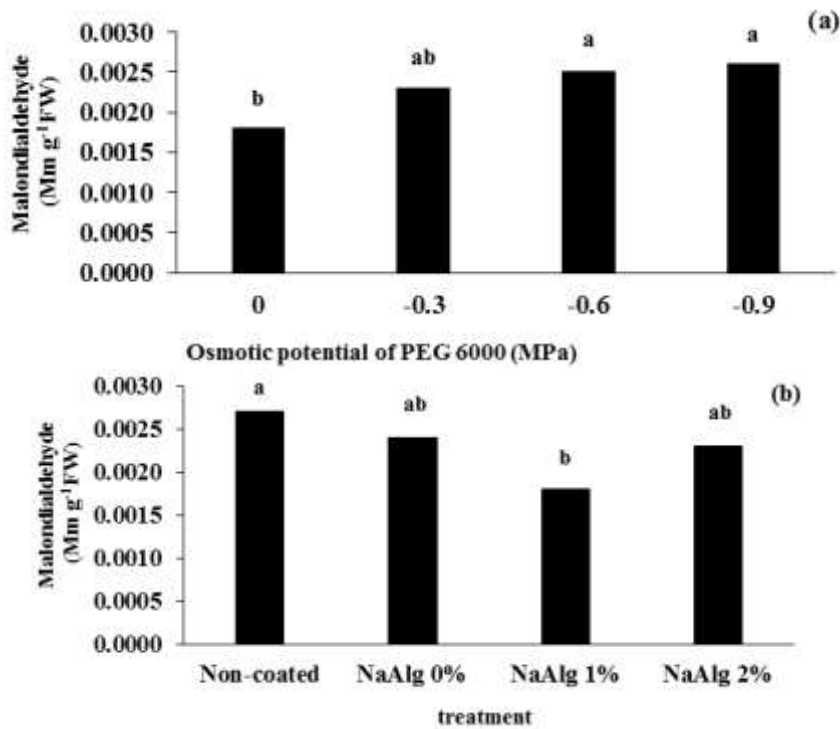 (a)
Malondialdehyde
(Mm g⁻¹FW)
0.0030
0.0025
0.0020
0.0015
0.0010
0.0005
0.0000
b
ab
a
a
0 -0.3 -0.6 -0.9
Osmotic potential of PEG 6000 (MPa)
(b)
Malondialdehyde
(Mm g⁻¹FW)
0.0030
0.0025
0.0020
0.0015
0.0010
0.0005
0.0000
a
ab
b
ab
Non-coated NaAlg 0% NaAlg 1% NaAlg 2%
treatment